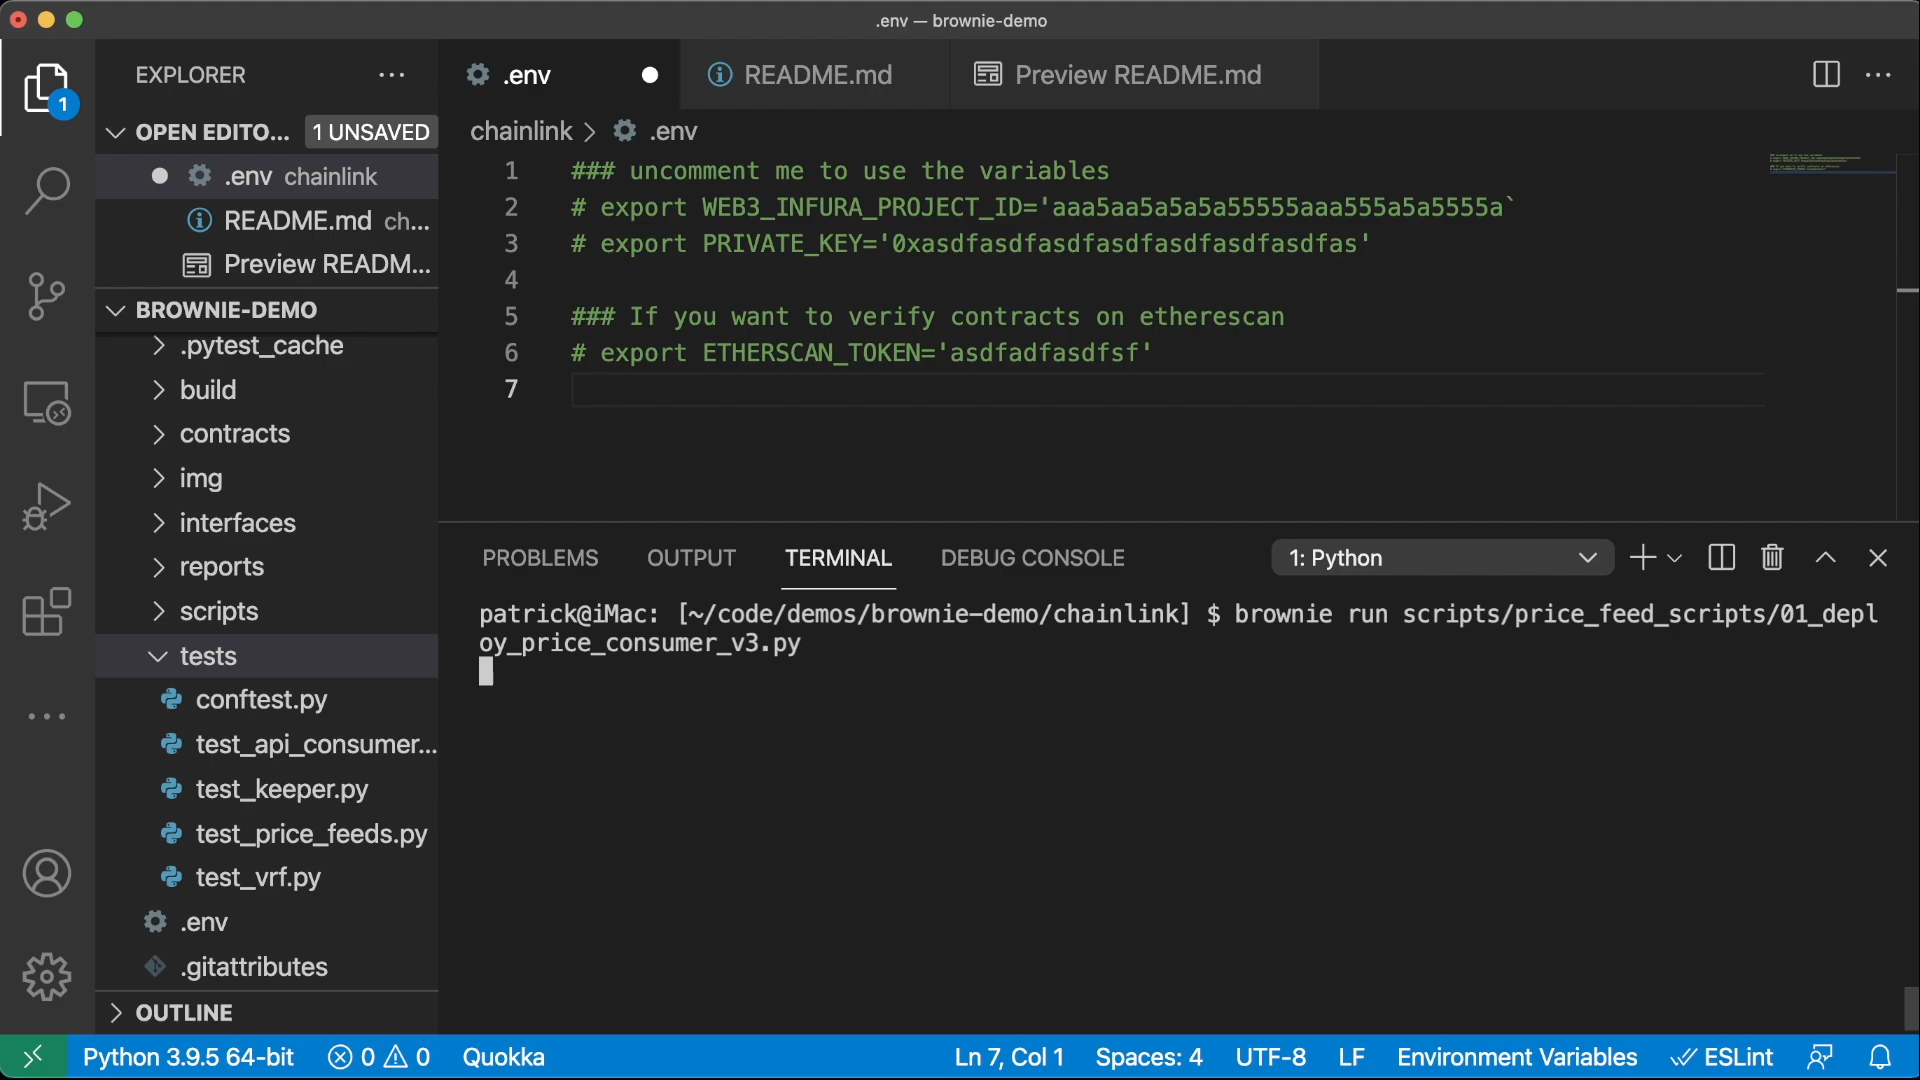 .env — brownie-demo
EXPLORER
1
OPEN EDITO... 1 UNSAVED
.env chainlink
README.md ch...
Preview READM...
BROWNIE-DEMO
.pytest_cache
build
contracts
img
interfaces
reports
scripts
tests
conftest.py
test_api_consumer...
test_keeper.py
test_price_feeds.py
test_vrf.py
.env
.gitattributes
OUTLINE
.env README.md Preview README.md
chainlink > .env
1 ### uncomment me to use the variables
2 # export WEB3_INFURA_PROJECT_ID='aaa5aa5a5a5a55555aaa555a5a5555a`
3 # export PRIVATE_KEY='0xasdfasdfasdfasdfasdfasdfasdfas'
4
5 ### If you want to verify contracts on etherescan
6 # export ETHERSCAN_TOKEN='asdfadfasdfsf'
7
PROBLEMS OUTPUT TERMINAL DEBUG CONSOLE 1: Python
patrick@iMac: [~/code/demos/brownie-demo/chainlink] $ brownie run scripts/price_feed_scripts/01_depl
oy_price_consumer_v3.py
Python 3.9.5 64-bit 0 0 Quokka Ln 7, Col 1 Spaces: 4 UTF-8 LF Environment Variables ESLint